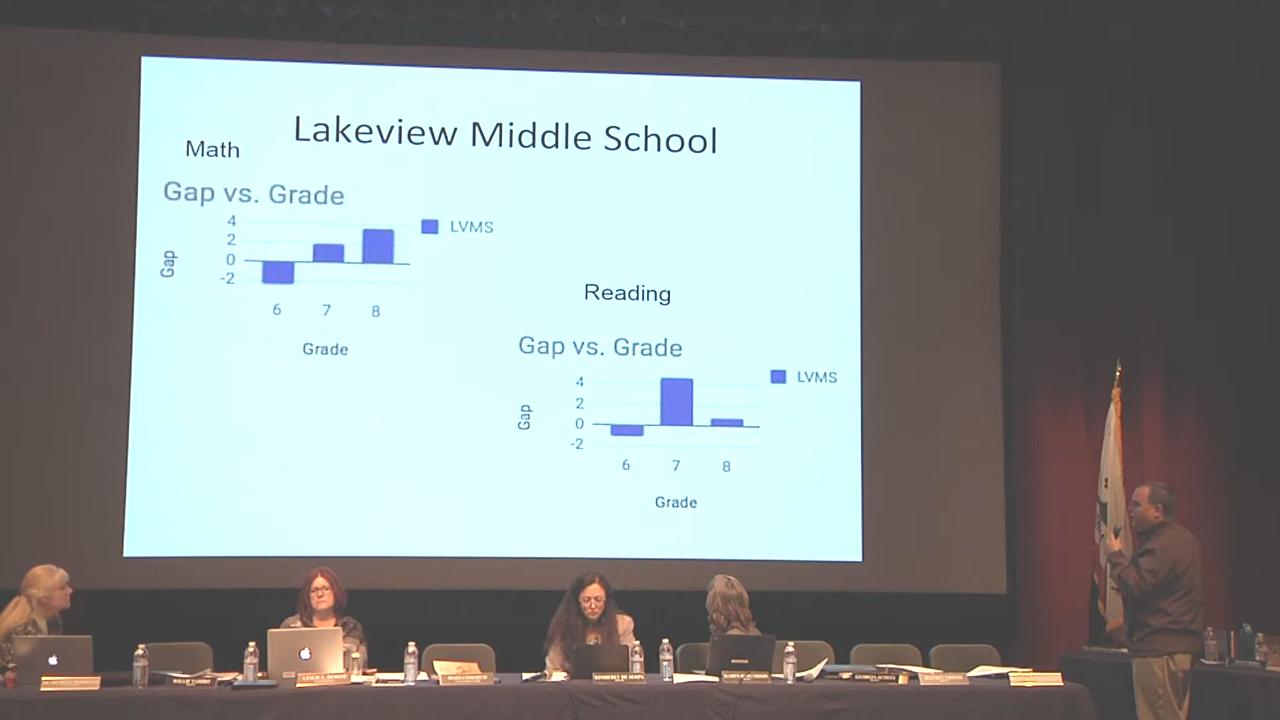 Lakeview Middle School
Math
Gap vs. Grade
4
2
0
-2
Gap
LVMS
6 7 8
Grade
Reading
Gap vs. Grade
4
2
0
-2
Gap
LVMS
6 7 8
Grade